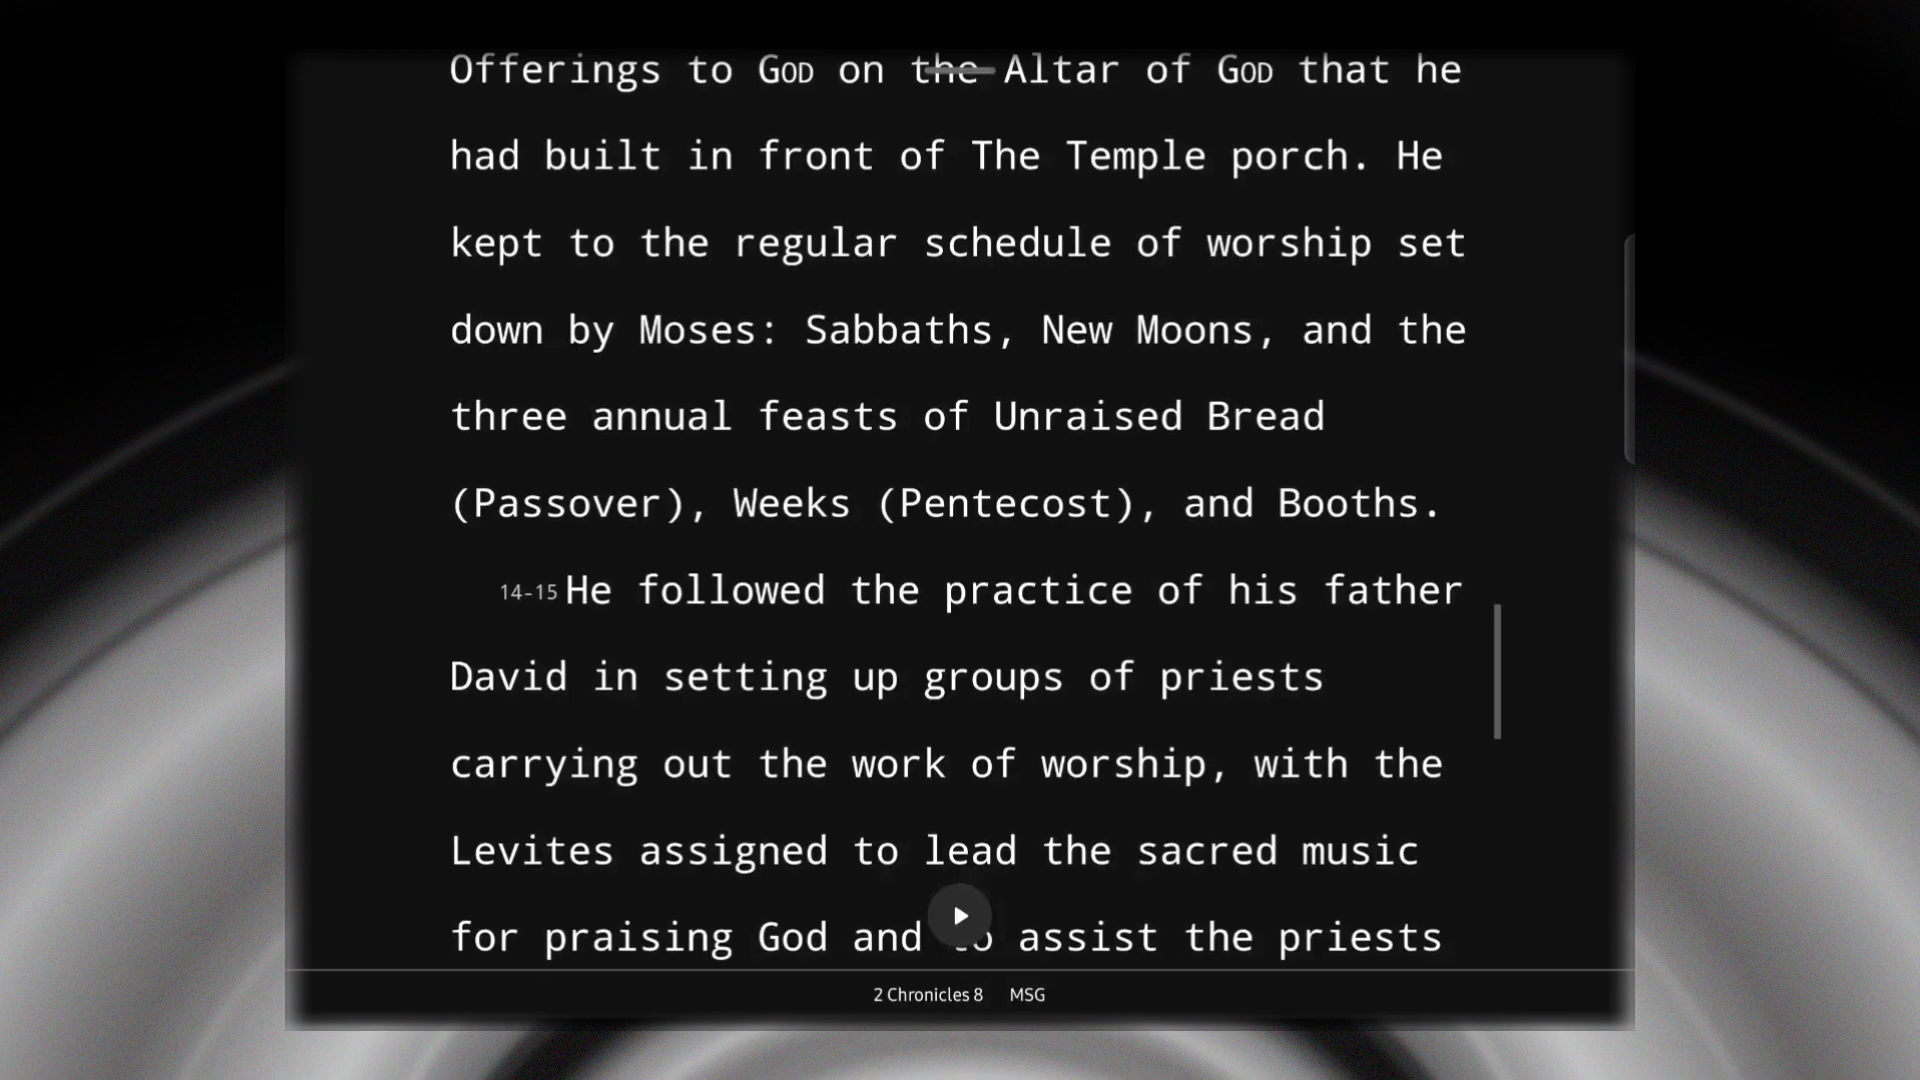 Offerings to GOD on the Altar of GOD that he
had built in front of The Temple porch. He
kept to the regular schedule of worship set
down by Moses: Sabbaths, New Moons, and the
three annual feasts of Unraised Bread
(Passover), Weeks (Pentecost), and Booths.
14-15 He followed the practice of his father
David in setting up groups of priests
carrying out the work of worship, with the
Levites assigned to lead the sacred music
for praising God and to assist the priests
2 Chronicles 8 MSG